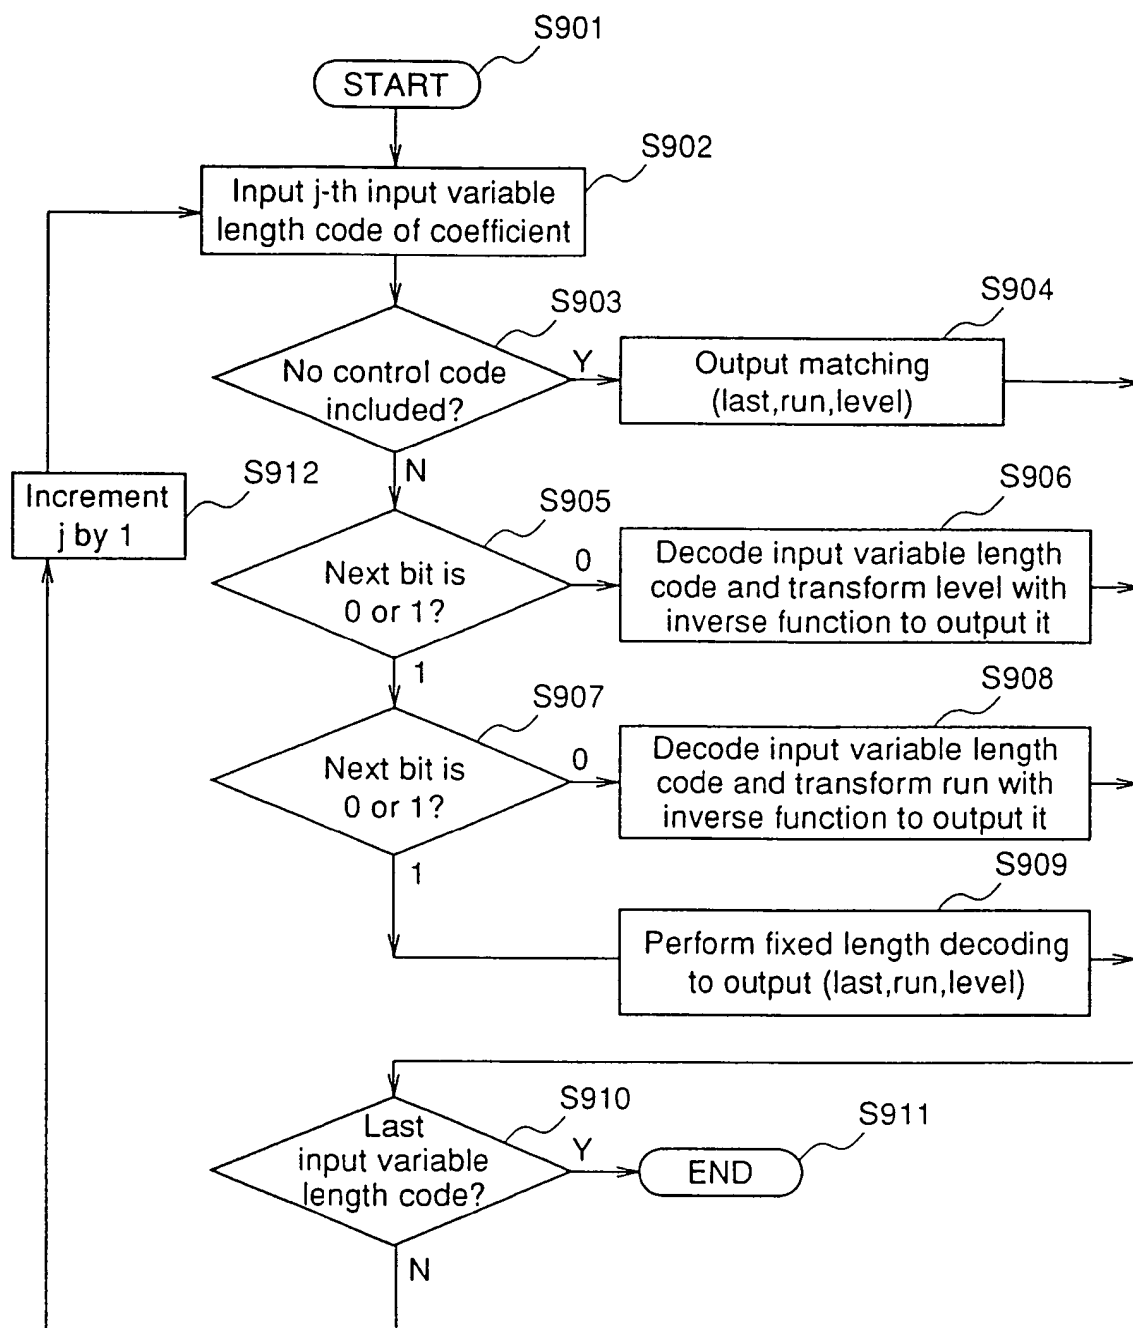 S901
START
S902
Input j-th input variable
length code of coefficient
S903
No control code
included?
Y
S904
Output matching
(last,run,level)
N
S912
Increment
j by 1
S905
Next bit is
0 or 1?
0
S906
Decode input variable length
code and transform level with
inverse function to output it
1
S907
Next bit is
0 or 1?
0
S908
Decode input variable length
code and transform run with
inverse function to output it
1
S909
Perform fixed length decoding
to output (last,run,level)
S910
Last
input variable
length code?
Y
S911
END
N